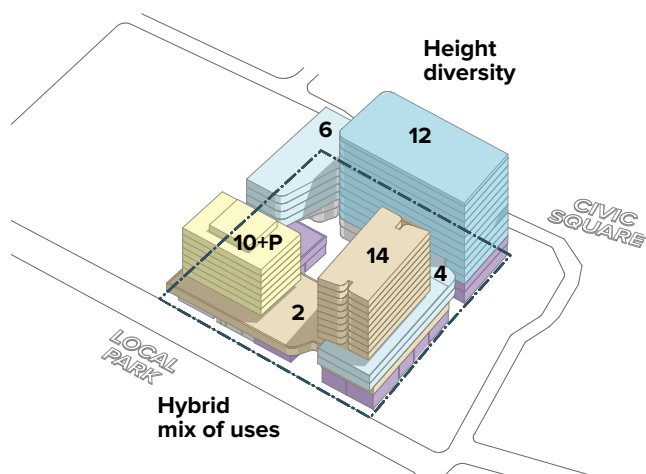 Height
diversity
6
12
CIVIC
SQUARE
10+P
14
4
2
LOCAL
PARK
Hybrid
mix of uses